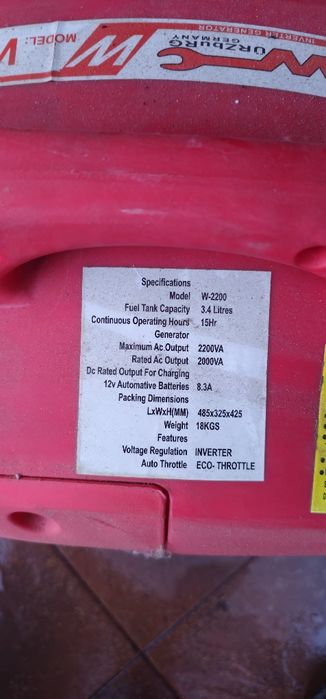 INVERTER GENERATOR
MODEL:
WÜRZBURG
GERMANY
Specifications
Model W-2200
Fuel Tank Capacity 3.4 Litres
Continuous Operating Hours 15Hr
Generator
Maximum Ac Output 2200VA
Rated Ac Output 2000VA
Dc Rated Output For Charging
12v Automative Batteries 8.3A
Packing Dimensions
LxWxH(MM) 485x325x425
Weight 18KGS
Features
Voltage Regulation INVERTER
Auto Throttle ECO- THROTTLE